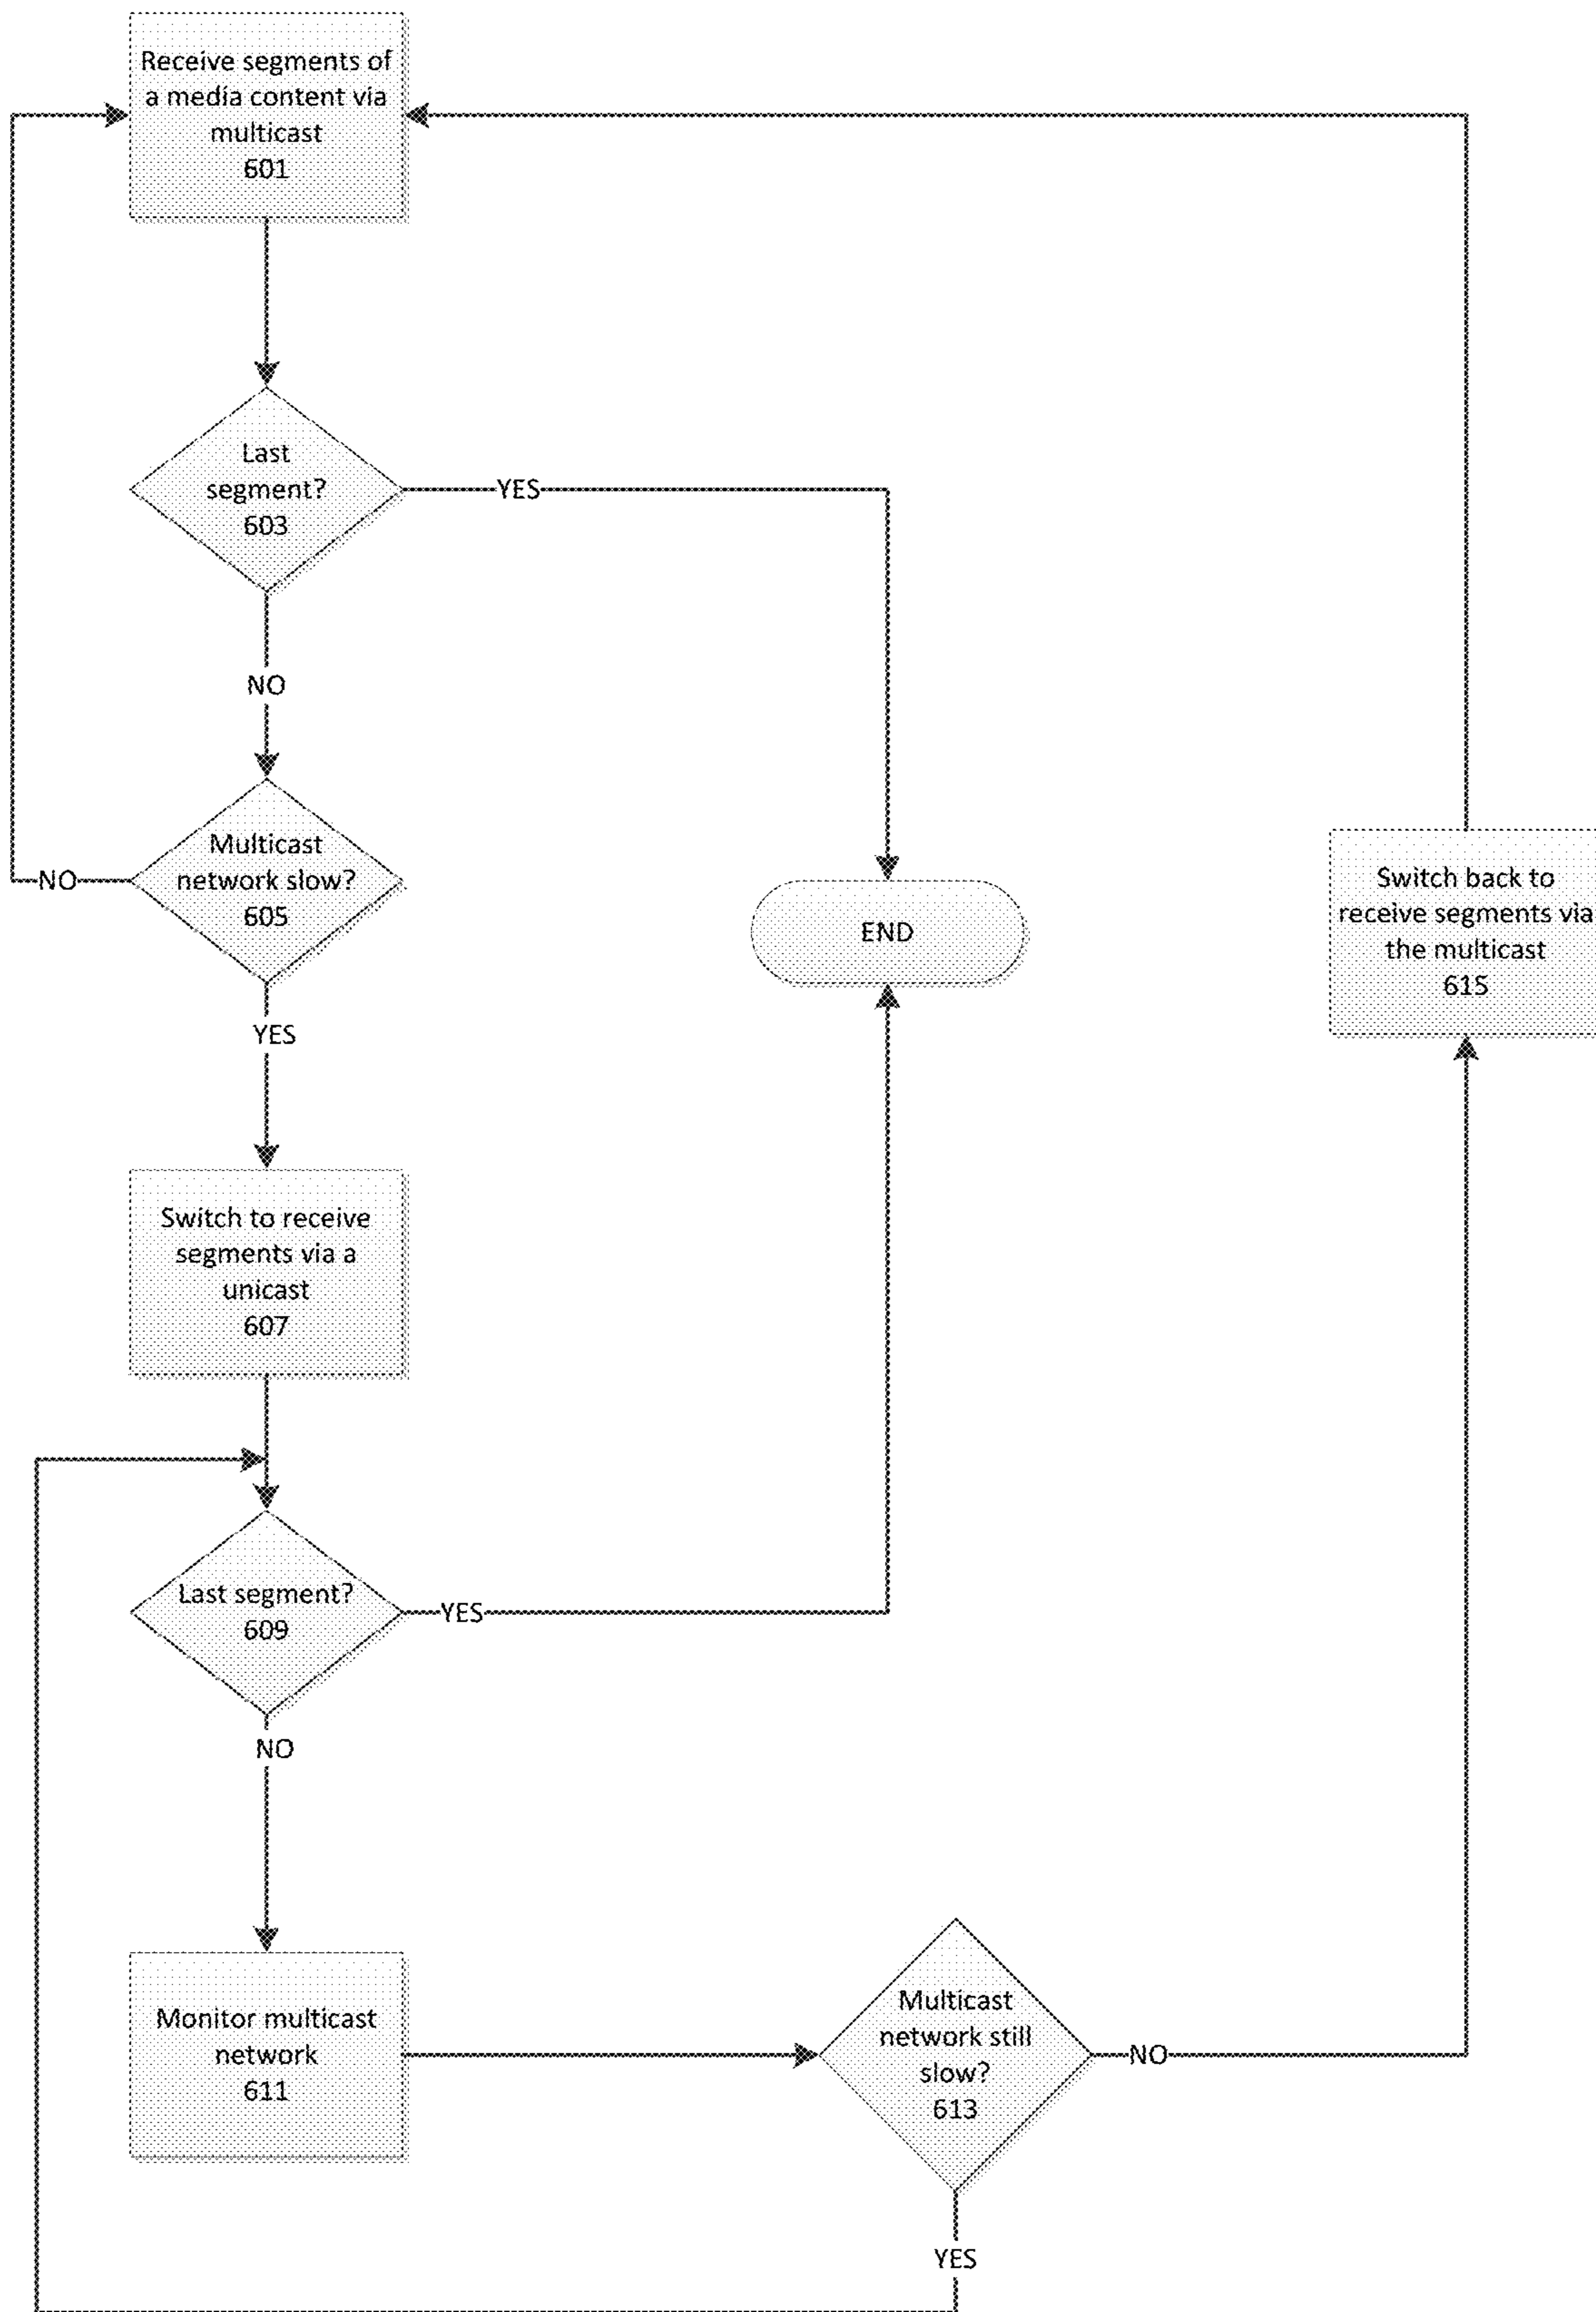 Receive segments of
a media content via
multicast
601
Last
segment?
603
YES
NO
Multicast
network slow?
605
NO
YES
END
Switch back to
receive segments via
the multicast
615
Switch to receive
segments via a
unicast
607
Last segment?
609
YES
NO
Monitor multicast
network
611
Multicast
network still
slow?
613
NO
YES